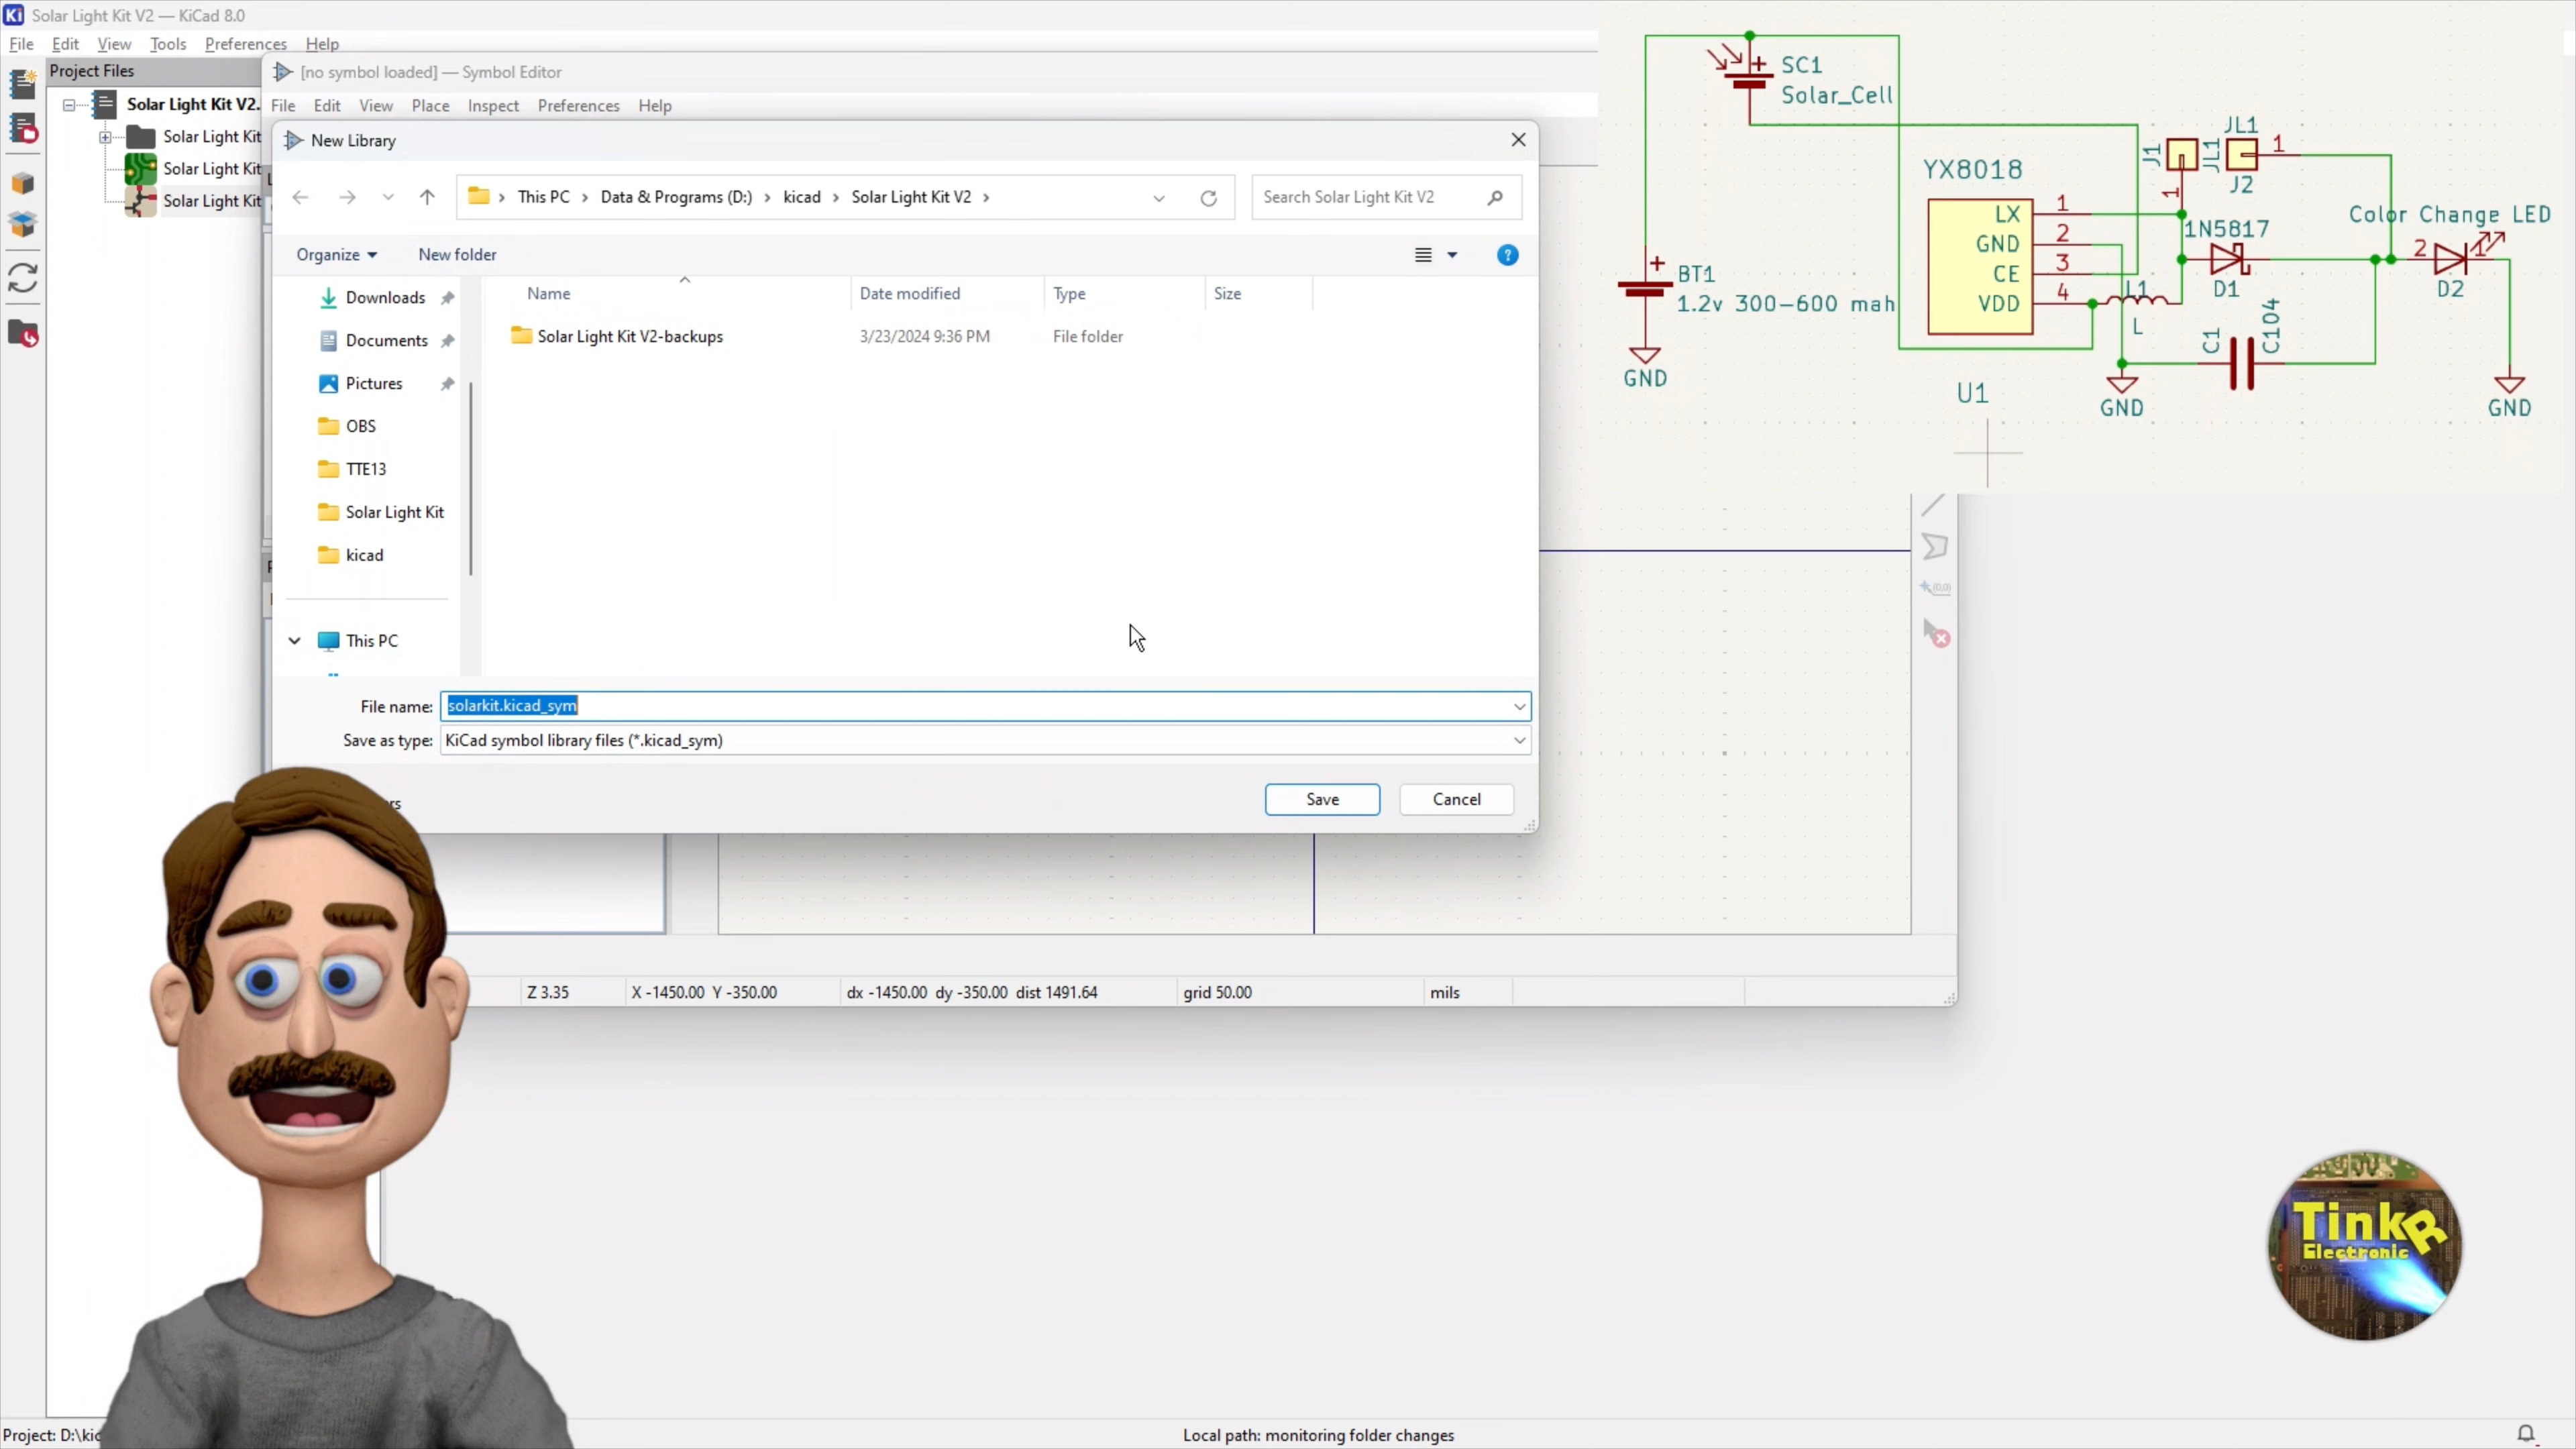 Solar Light Kit V2 — KiCad 8.0
File Edit View Tools Preferences Help
Project Files
Solar Light Kit V2.
Solar Light Kit
Solar Light Kit
Solar Light Kit
[no symbol loaded] — Symbol Editor
File Edit View Place Inspect Preferences Help
New Library
This PC > Data & Programs (D:) > kicad > Solar Light Kit V2 >
Search Solar Light Kit V2
Organize New folder
?
Name Date modified Type Size
Solar Light Kit V2-backups 3/23/2024 9:36 PM File folder
Downloads
Documents
Pictures
OBS
TTE13
Solar Light Kit
kicad
This PC
File name: solarkit.kicad_sym
Save as type: KiCad symbol library files (*.kicad_sym)
rs
Save Cancel
SC1
Solar_Cell
+
BT1
1.2v 300-600 mah
GND
YX8018
LX 1
GND 2
CE 3
VDD 4
U1
J1
1
JL1
JL1
1
J2
1N5817
D1
L1
L
C1
C104
GND
Color Change LED
2
1
D2
GND
(0,0)
Z 3.35 X -1450.00 Y -350.00 dx -1450.00 dy -350.00 dist 1491.64 grid 50.00 mils
TinkR
Electronic
Project: D:\kic
Local path: monitoring folder changes